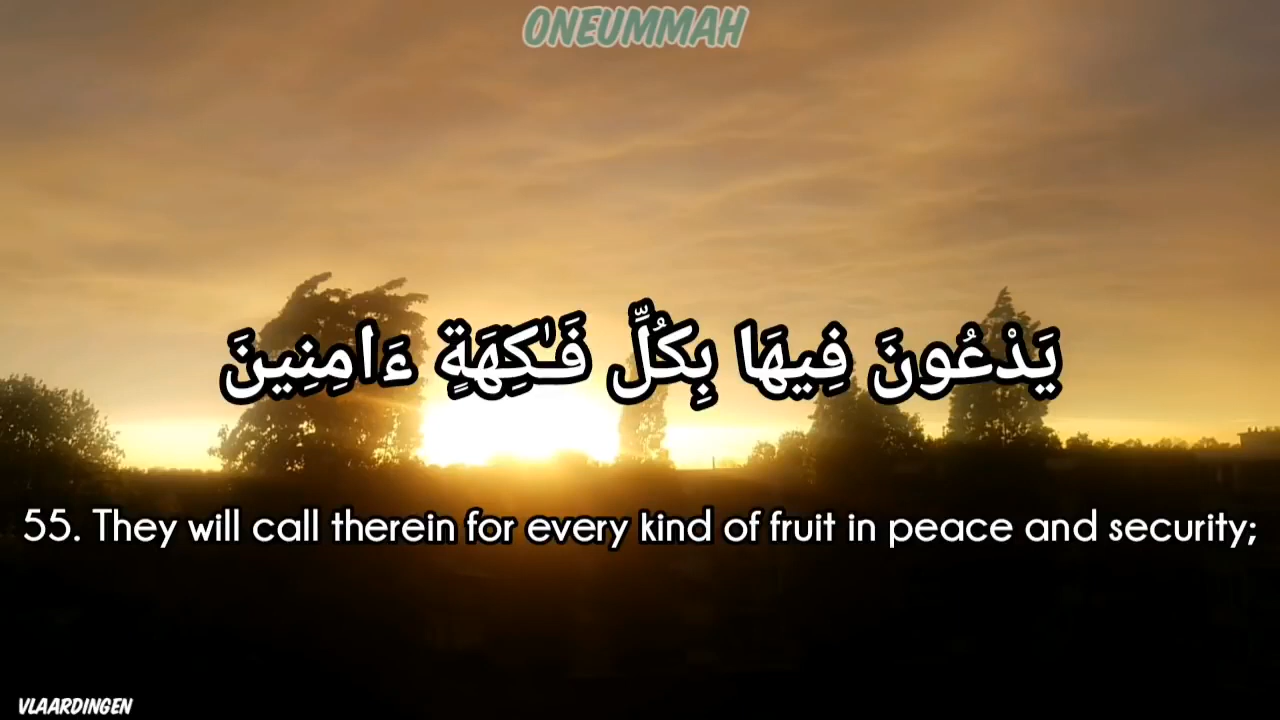 ONEUMMAH
يَدْعُونَ فِيهَا بِكُلِّ فَـٰكِهَةٍ ءَامِنِينَ
55. They will call therein for every kind of fruit in peace and security;
VLAARDINGEN